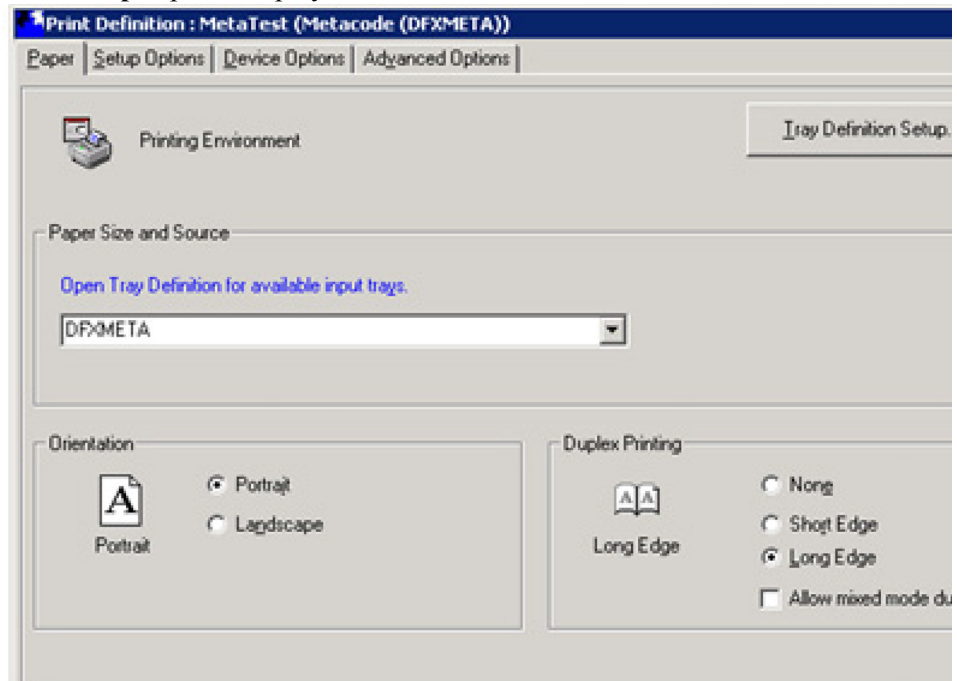 Print Definition : MetaTest (Metacode (DFXMETA))
Paper Setup Options Device Options Advanced Options
Printing Environment
Tray Definition Setup.
Paper Size and Source
Open Tray Definition for available input trays.
DFXMETA
Orientation
Portrait
Landscape
Portrait
Duplex Printing
None
Short Edge
Long Edge
Long Edge
Allow mixed mode du